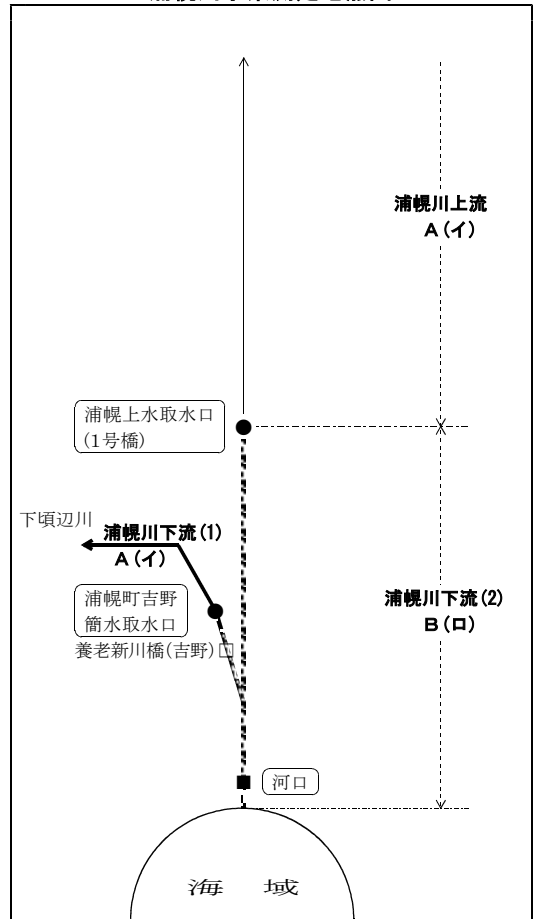 浦幌川上流
A(イ)
浦幌上水取水口
(1号橋)
下頃辺川
浦幌川下流(1)
A(イ)
浦幌町吉野
簡水取水口
養老新川橋(吉野)
浦幌川下流(2)
B(ロ)
河口
海 域